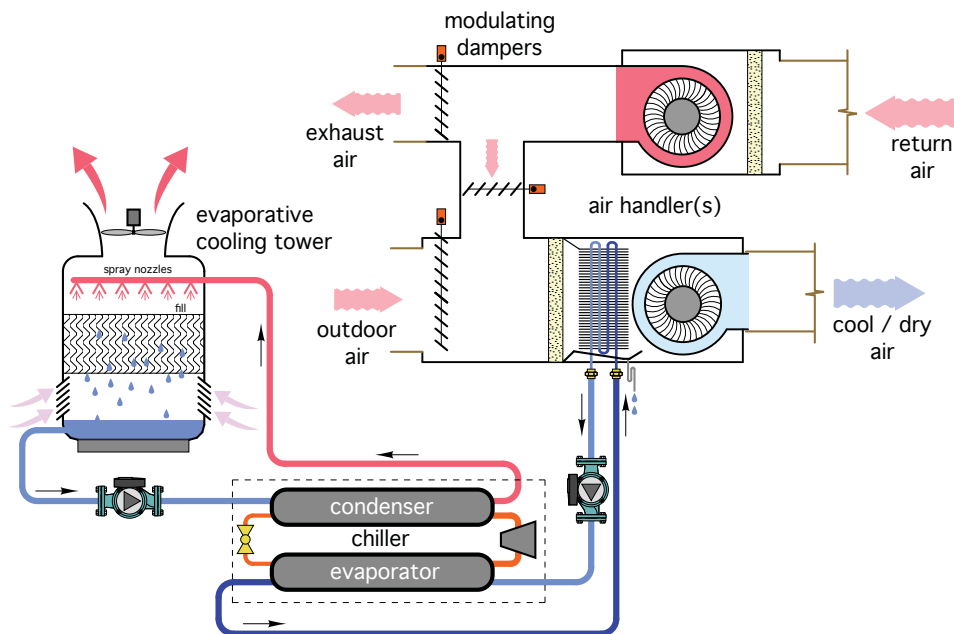 modulating
dampers
exhaust
air
return
air
air handler(s)
evaporative
cooling tower
spray nozzles
fill
outdoor
air
cool / dry
air
condenser
chiller
evaporator